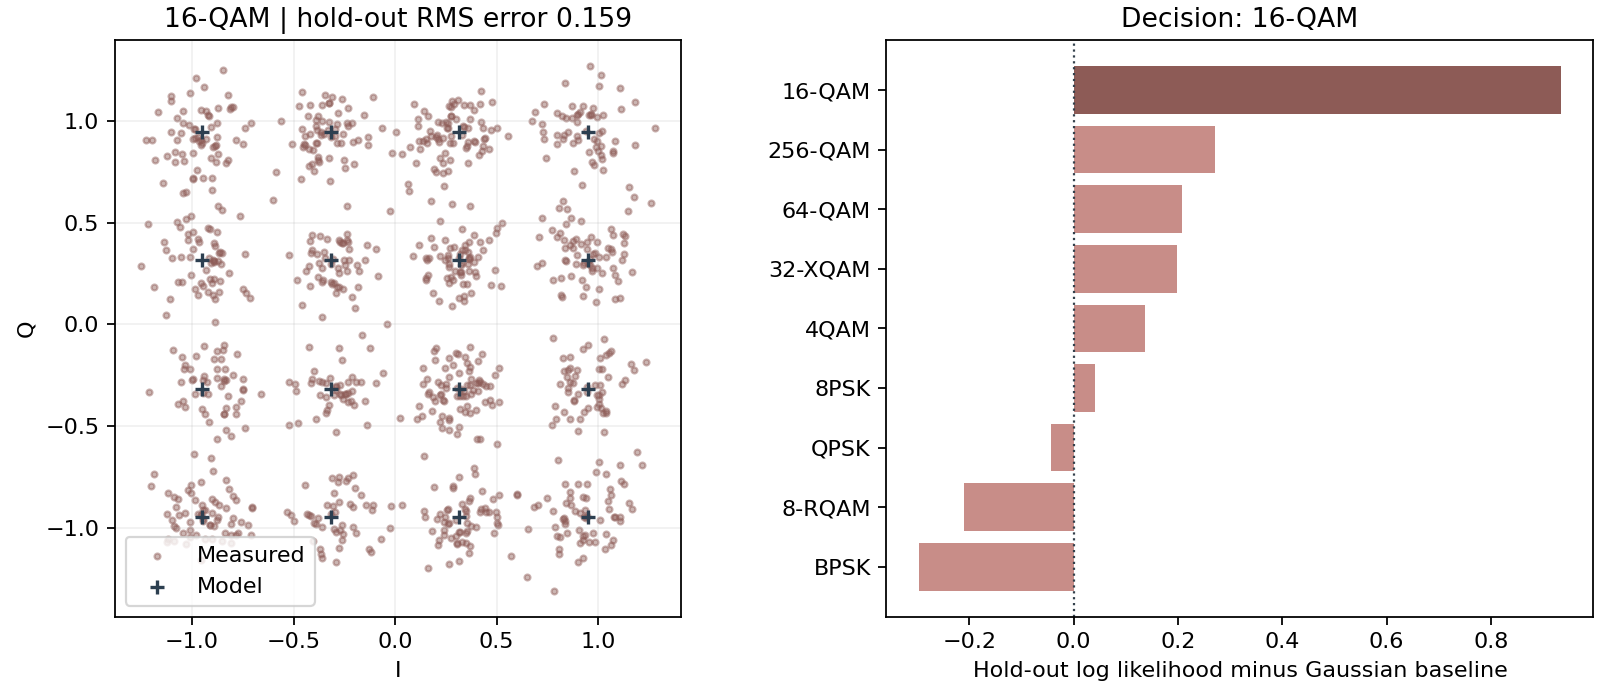 16-QAM | hold-out RMS error 0.159
Q
1.0
0.5
0.0
−0.5
−1.0
Measured
Model
−1.0
−0.5
0.0
0.5
1.0
I
Decision: 16-QAM
16-QAM
256-QAM
64-QAM
32-XQAM
4QAM
8PSK
QPSK
8-RQAM
BPSK
−0.2
0.0
0.2
0.4
0.6
0.8
Hold-out log likelihood minus Gaussian baseline